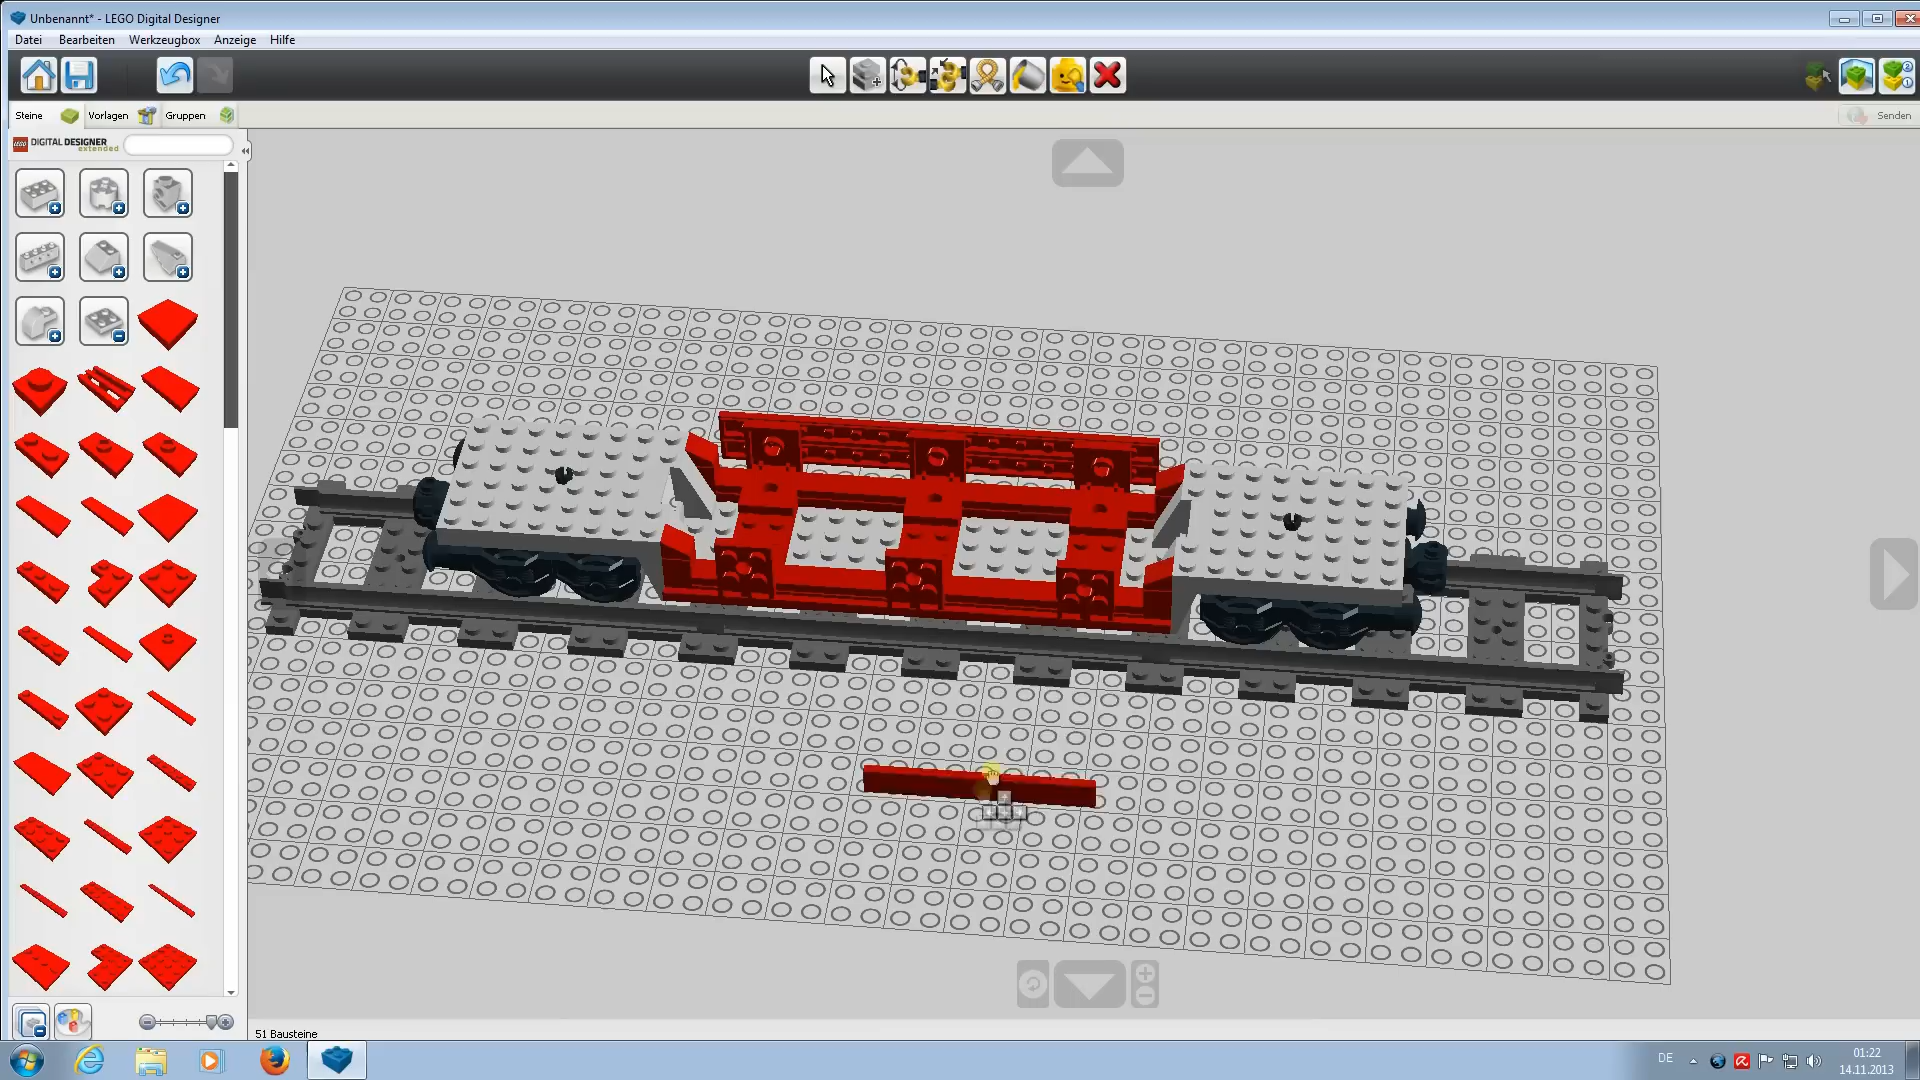 Unbenannt* - LEGO Digital Designer
Datei Bearbeiten Werkzeugbox Anzeige Hilfe
Steine Vorlagen Gruppen Senden
LEGO DIGITAL DESIGNER
extended
51 Bausteine
DE
01:22
14.11.2013